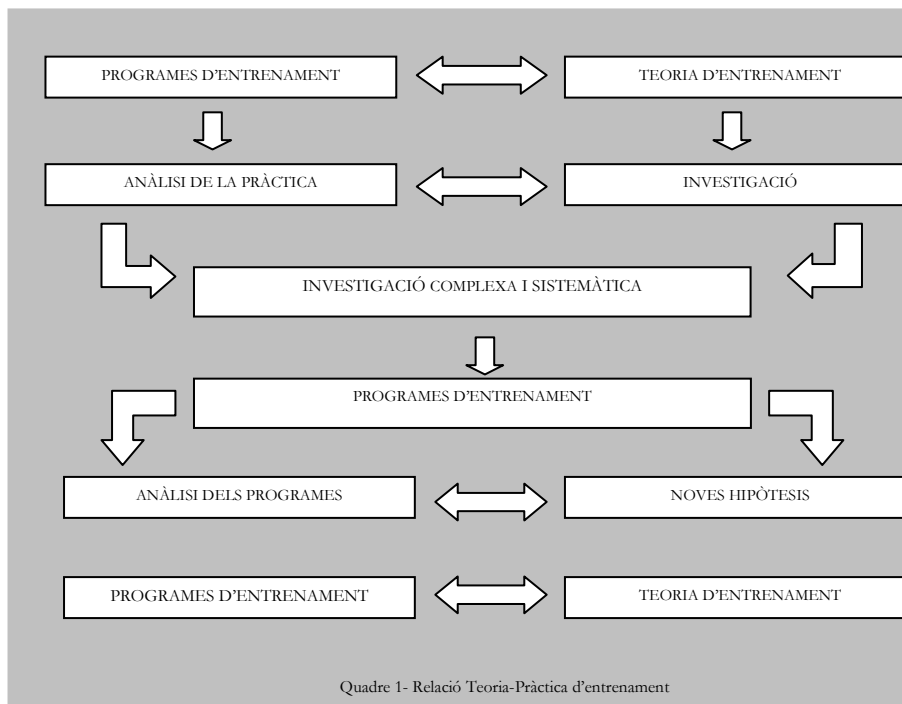 PROGRAMES D’ENTRENAMENT
TEORIA D’ENTRENAMENT
ANÀLISI DE LA PRÀCTICA
INVESTIGACIÓ
INVESTIGACIÓ COMPLEXA I SISTEMÀTICA
PROGRAMES D’ENTRENAMENT
ANÀLISI DELS PROGRAMES
NOVES HIPÒTESIS
PROGRAMES D’ENTRENAMENT
TEORIA D’ENTRENAMENT
Quadre 1- Relació Teoria-Pràctica d’entrenament